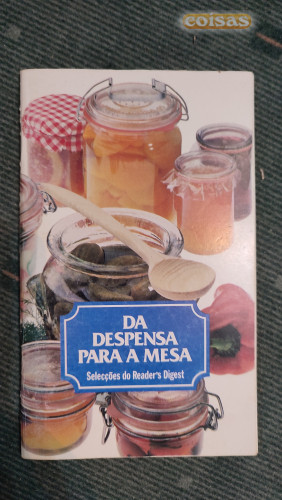 coisas
DA
DESPENSA
PARA A MESA
Selecções do Reader's Digest